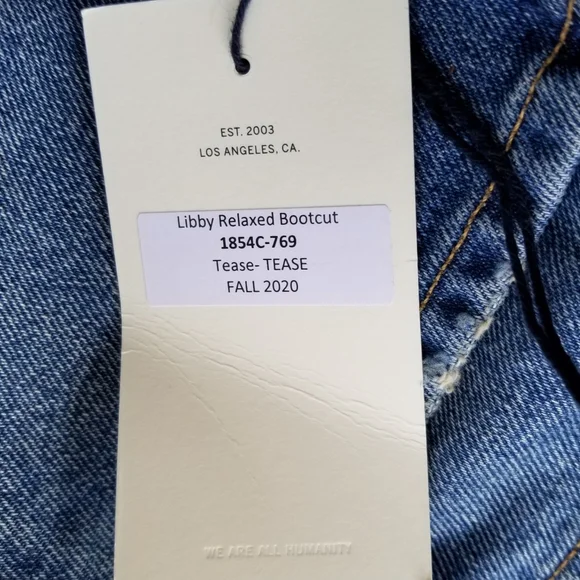 EST. 2003
LOS ANGELES, CA.
Libby Relaxed Bootcut
1854C-769
Tease- TEASE
FALL 2020
WE ARE ALL HUMANITY